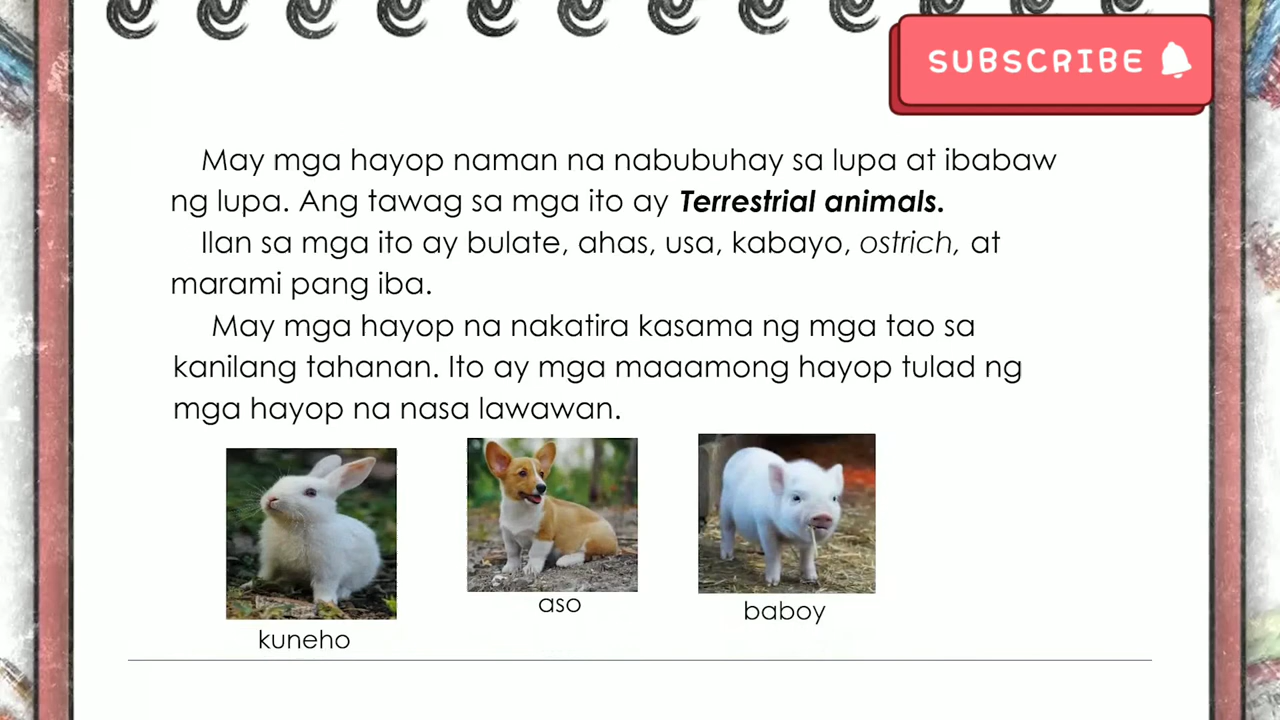 SUBSCRIBE
May mga hayop naman na nabubuhay sa lupa at ibabaw
ng lupa. Ang tawag sa mga ito ay Terrestrial animals.
Ilan sa mga ito ay bulate, ahas, usa, kabayo, ostrich, at
marami pang iba.
May mga hayop na nakatira kasama ng mga tao sa
kanilang tahanan. Ito ay mga maaamong hayop tulad ng
mga hayop na nasa lawawan.
kuneho
aso
baboy